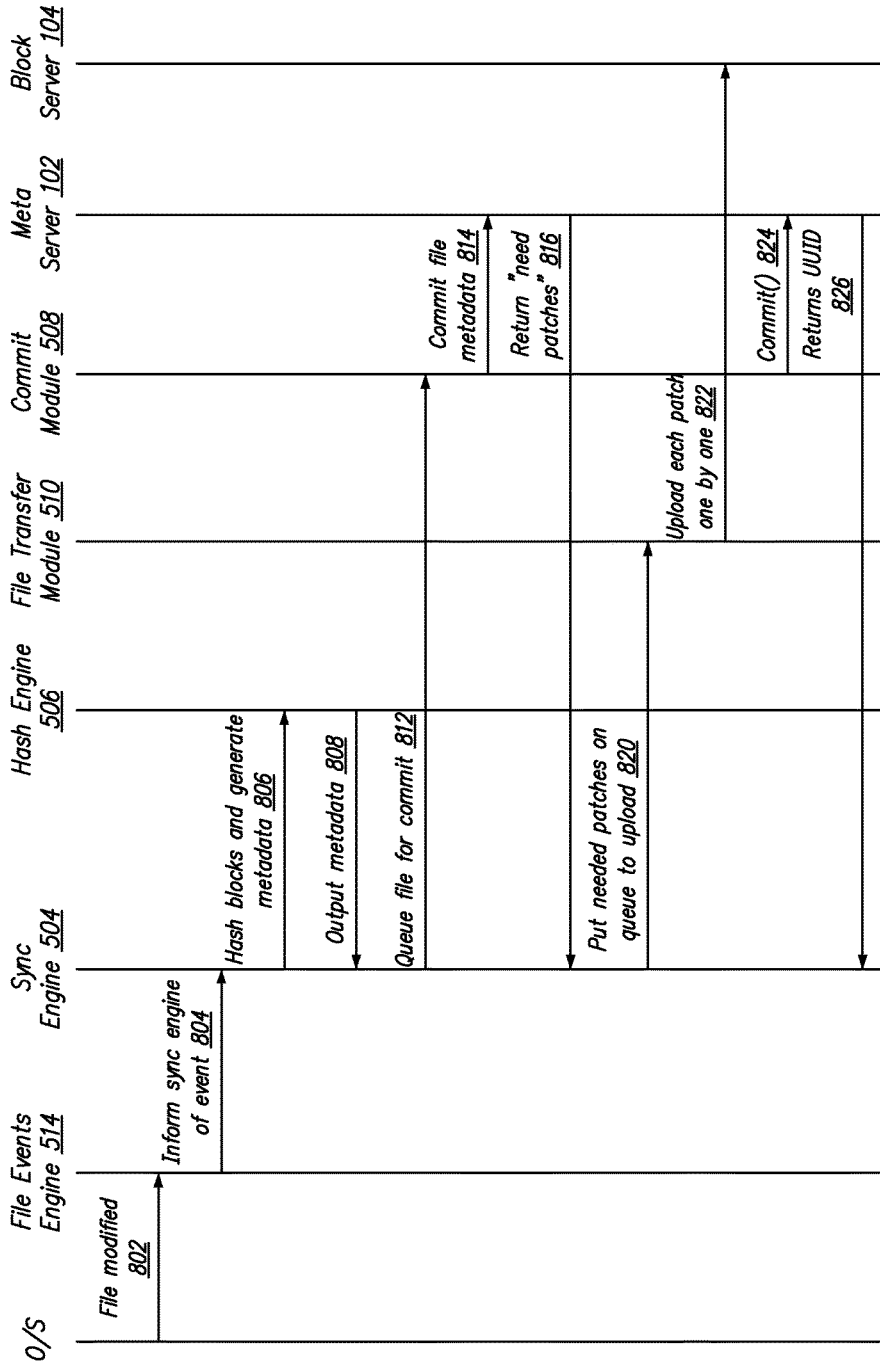 O/S
File Events
Engine 514
Sync
Engine 504
Hash Engine
506
File Transfer
Module 510
Commit
Module 508
Meta
Server 102
Block
Server 104
File modified
802
Inform sync engine
of event 804
Hash blocks and generate
metadata 806
Output metadata 808
Queue file for commit 812
Commit file
metadata 814
Return "need
patches" 816
Put needed patches on
queue to upload 820
Upload each patch
one by one 822
Commit() 824
Returns UUID
826